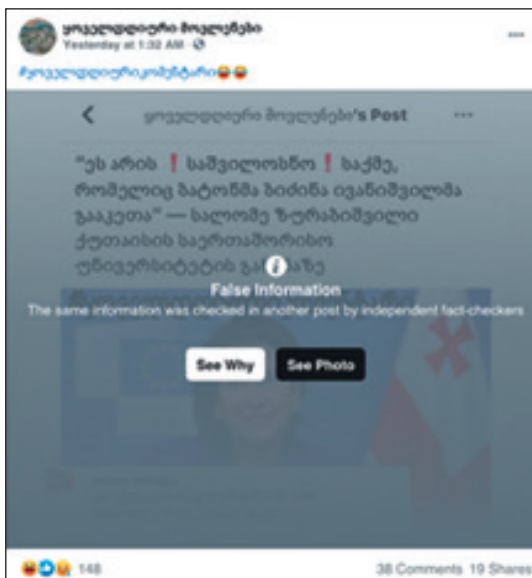 ყოველდღიური მოვლენები
Yesterday at 1:32 AM ·
#ყოველდღიურიკომენტარი
ყოველდღიური მოვლენები's Post
"ეს არის ❗ საშვილოსნო ❗ საქმე,
რომელიც ბატონმა ბიძინა ივანიშვილმა
გააკეთა" — სალომე ზურაბიშვილი
ქუთაისის საერთაშორისო
უნივერსიტეტის
False Information
The same information was checked in another post by independent fact-checkers
See Why
See Photo
148
38 Comments 19 Shares